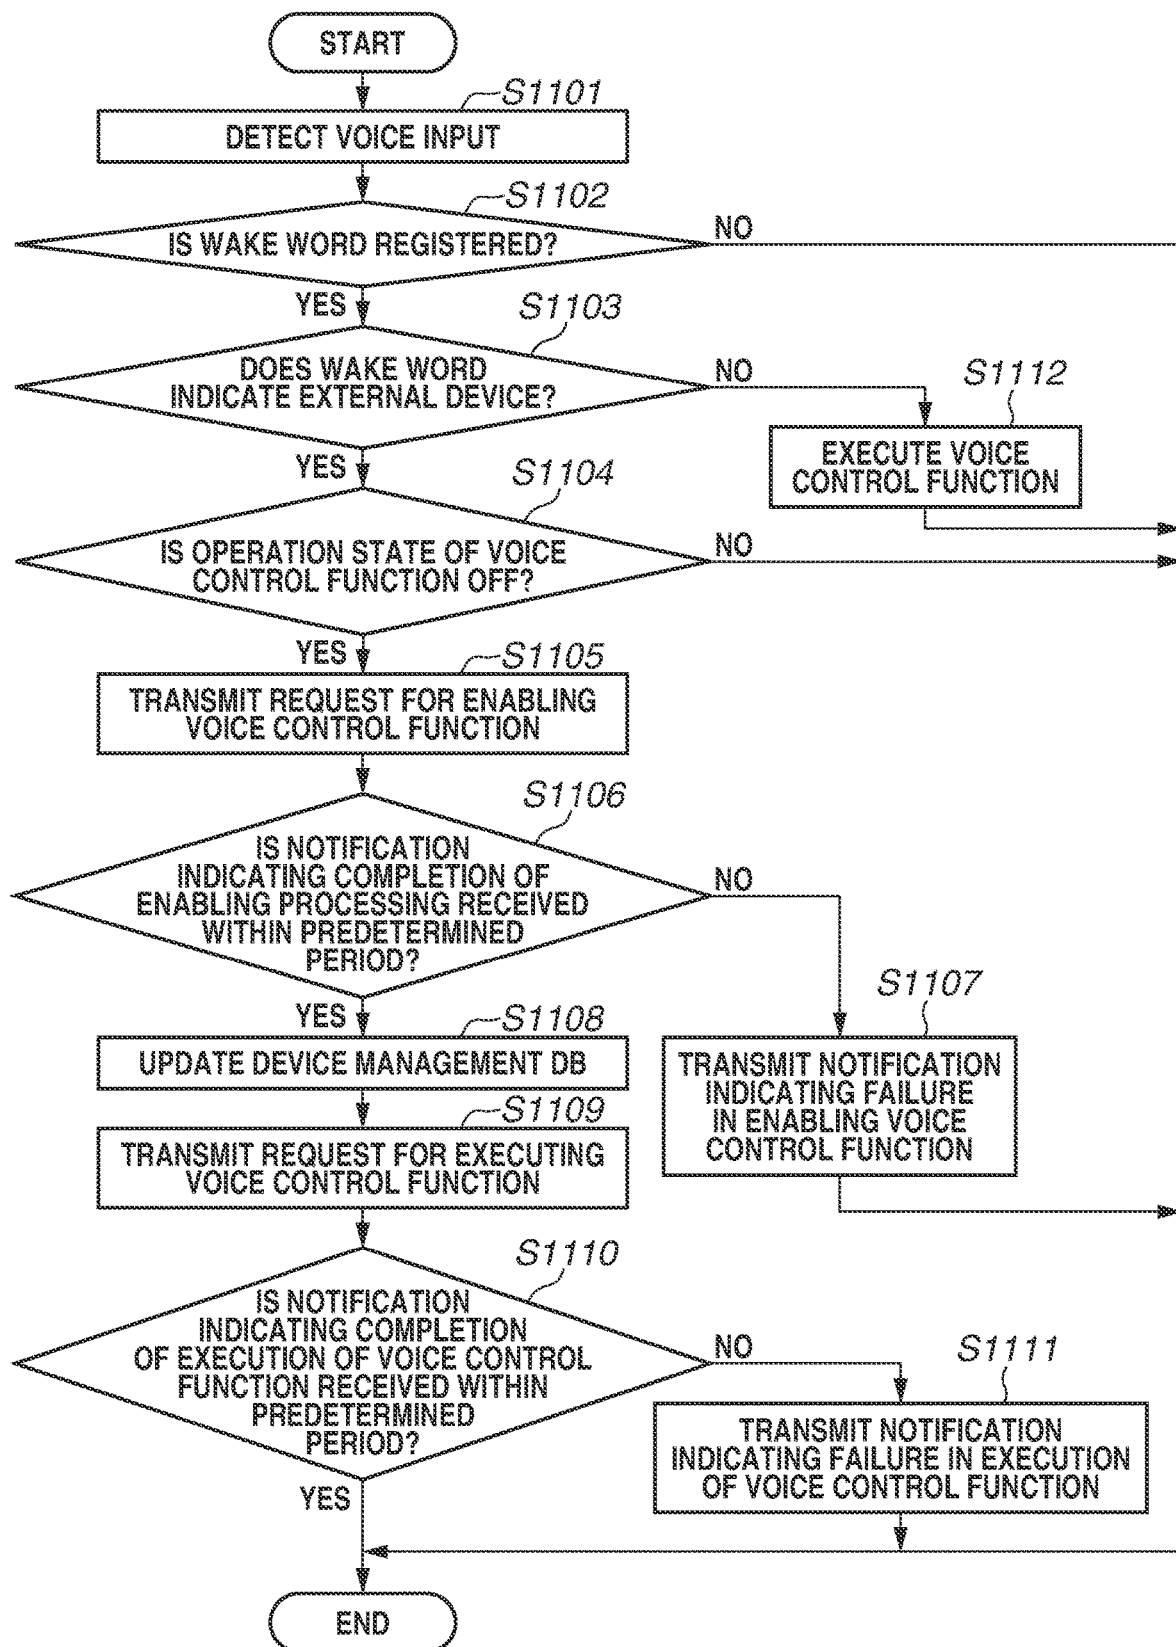 START
S1101
DETECT VOICE INPUT
S1102
IS WAKE WORD REGISTERED?
NO
YES
S1103
DOES WAKE WORD
INDICATE EXTERNAL DEVICE?
NO
S1112
EXECUTE VOICE
CONTROL FUNCTION
YES
S1104
IS OPERATION STATE OF VOICE
CONTROL FUNCTION OFF?
NO
YES
S1105
TRANSMIT REQUEST FOR ENABLING
VOICE CONTROL FUNCTION
S1106
IS NOTIFICATION
INDICATING COMPLETION OF
ENABLING PROCESSING RECEIVED
WITHIN PREDETERMINED
PERIOD?
NO
S1107
TRANSMIT NOTIFICATION
INDICATING FAILURE
IN ENABLING VOICE
CONTROL FUNCTION
YES
S1108
UPDATE DEVICE MANAGEMENT DB
S1109
TRANSMIT REQUEST FOR EXECUTING
VOICE CONTROL FUNCTION
S1110
IS NOTIFICATION
INDICATING COMPLETION
OF EXECUTION OF VOICE CONTROL
FUNCTION RECEIVED WITHIN
PREDETERMINED
PERIOD?
NO
S1111
TRANSMIT NOTIFICATION
INDICATING FAILURE IN EXECUTION
OF VOICE CONTROL FUNCTION
YES
END